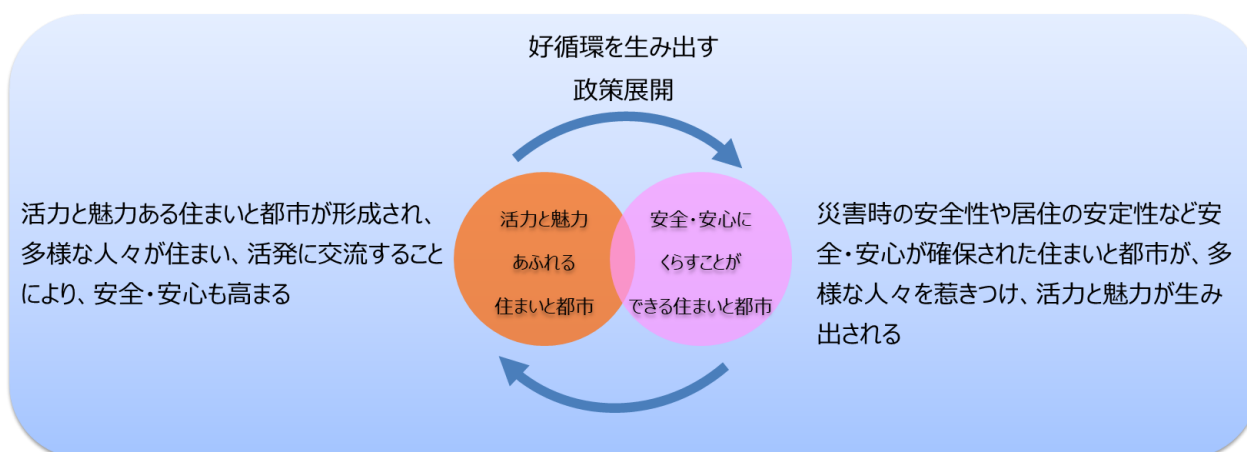 好循環を生み出す
政策展開
活力と魅力ある住まいと都市が形成され、
多様な人々が住まい、活発に交流すること
により、安全・安心も高まる
活力と魅力
あふれる
住まいと都市
安全・安心に
くらすことが
できる住まいと都市
災害時の安全性や居住の安定性など安
全・安心が確保された住まいと都市が、多
様な人々を惹きつけ、活力と魅力が生み
出される